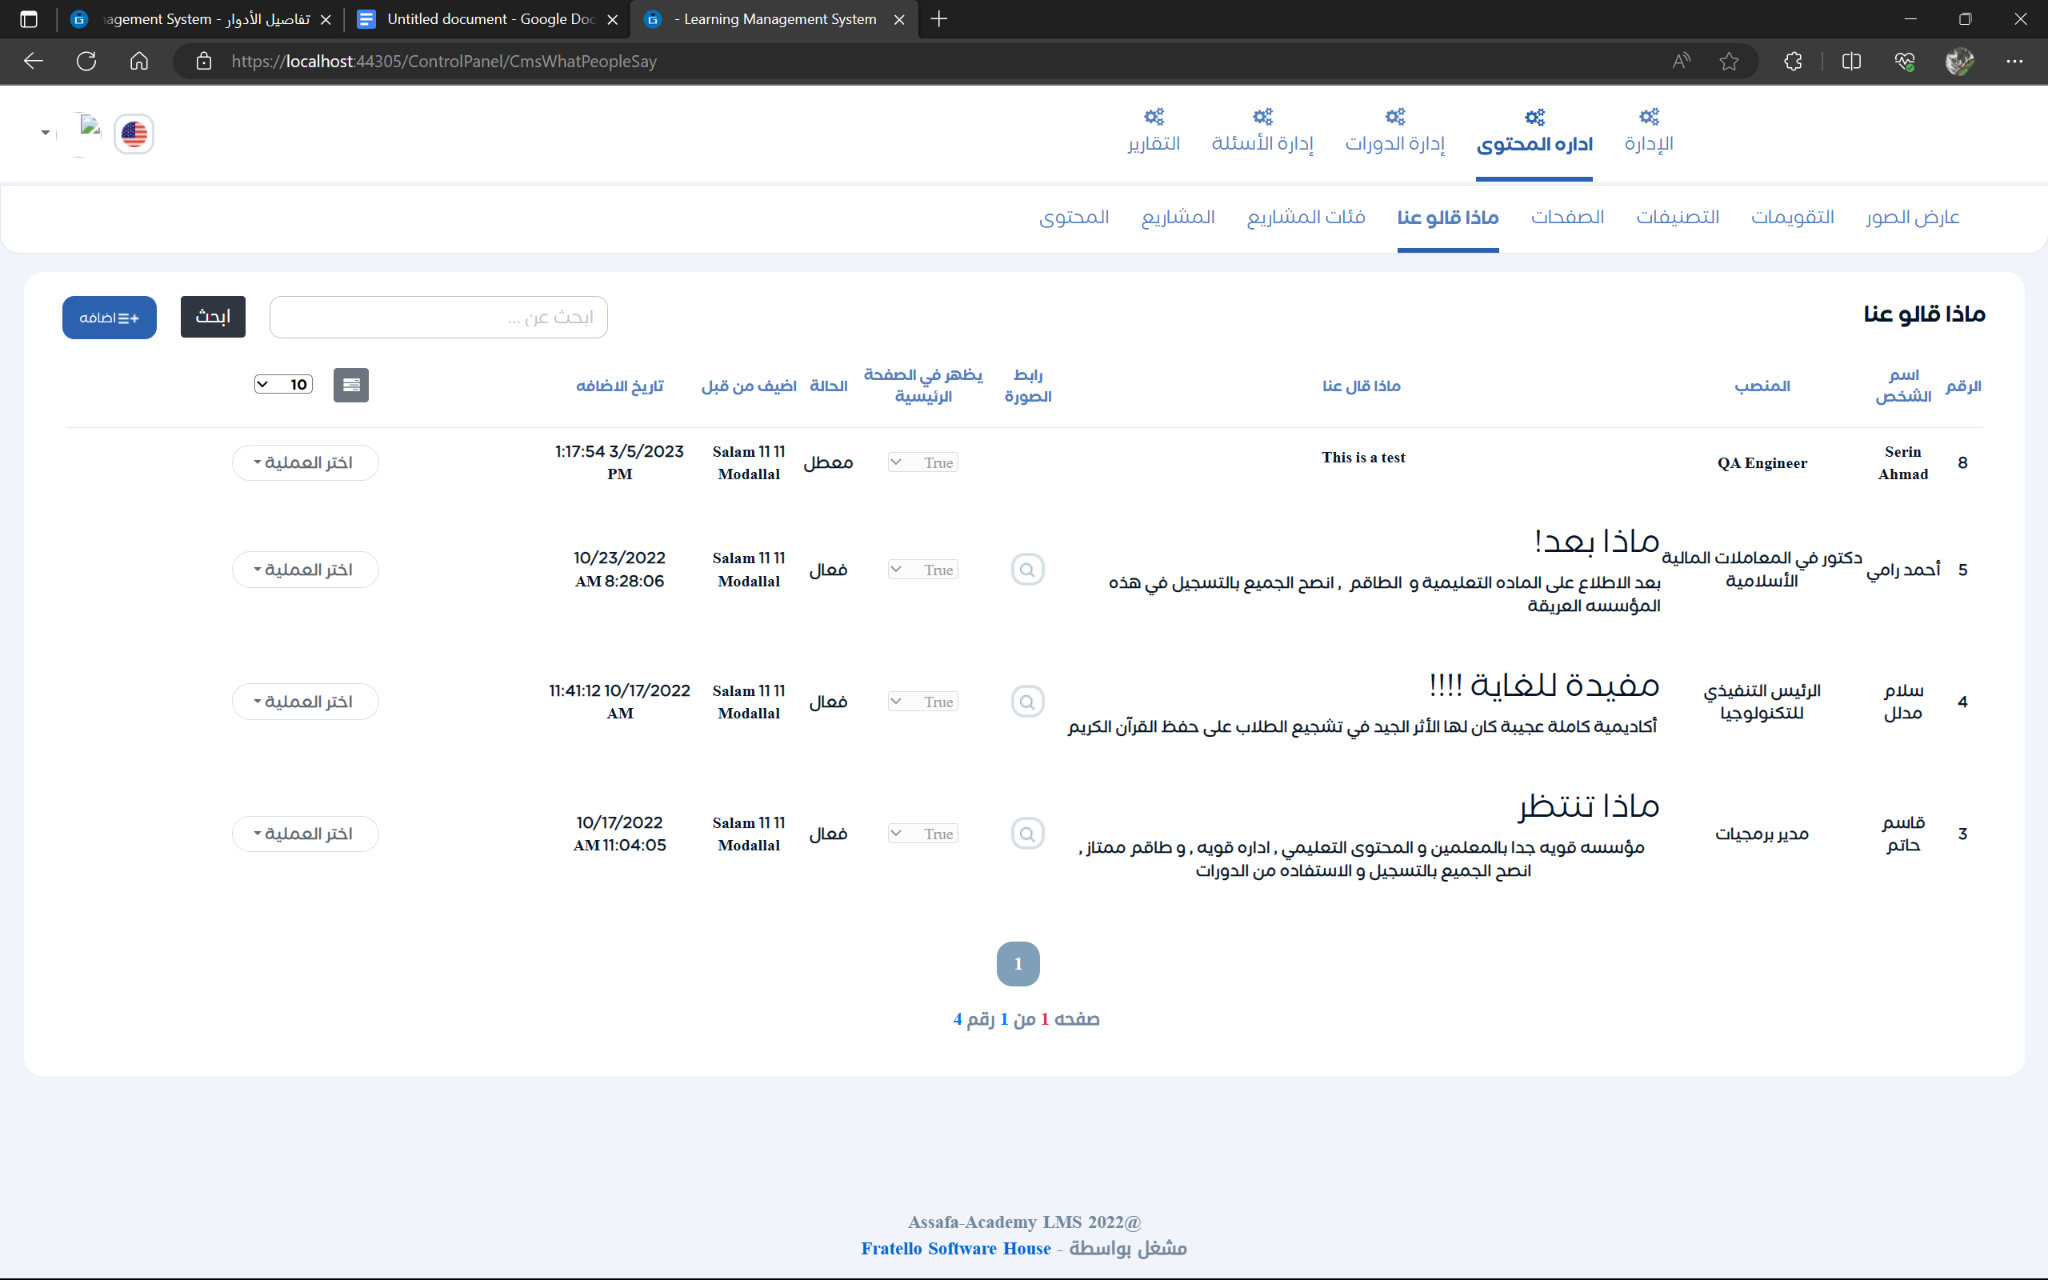 agement System - تفاصيل الأدوار
Untitled document - Google Doc
- Learning Management System
https://localhost:44305/ControlPanel/CmsWhatPeopleSay
الإدارة
اداره المحتوى
إدارة الدورات
إدارة الأسئلة
التقارير
عارض الصور
التقويمات
التصنيفات
الصفحات
ماذا قالو عنا
فئات المشاريع
المشاريع
المحتوى
ماذا قالو عنا
ابحث عن ...
ابحث
اضافه
الرقم
اسم
الشخص
المنصب
ماذا قال عنا
رابط
الصورة
يظهر في الصفحة
الرئيسية
الحالة
اضيف من قبل
تاريخ الاضافه
10
8
Serin
Ahmad
QA Engineer
This is a test
True
معطل
Salam 11 11
Modallal
1:17:54 3/5/2023
PM
اختر العملية
5
أحمد رامي
دكتور في المعاملات المالية
الأسلامية
ماذا بعد!
بعد الاطلاع على الماده التعليمية و الطاقم , انصح الجميع بالتسجيل في هذه
المؤسسه العريقة
True
فعال
Salam 11 11
Modallal
10/23/2022
AM 8:28:06
اختر العملية
4
سلام
مدلل
الرئيس التنفيذي
للتكنولوجيا
مفيدة للغاية !!!!
أكاديمية كاملة عجيبة كان لها الأثر الجيد في تشجيع الطلاب على حفظ القرآن الكريم
True
فعال
Salam 11 11
Modallal
11:41:12 10/17/2022
AM
اختر العملية
3
قاسم
حاتم
مدير برمجيات
ماذا تنتظر
مؤسسه قويه جدا بالمعلمين و المحتوى التعليمي , اداره قويه , و طاقم ممتاز ,
انصح الجميع بالتسجيل و الاستفاده من الدورات
True
فعال
Salam 11 11
Modallal
10/17/2022
AM 11:04:05
اختر العملية
1
صفحه 1 من 1 رقم 4
Assafa-Academy LMS 2022@
مشغل بواسطة - Fratello Software House